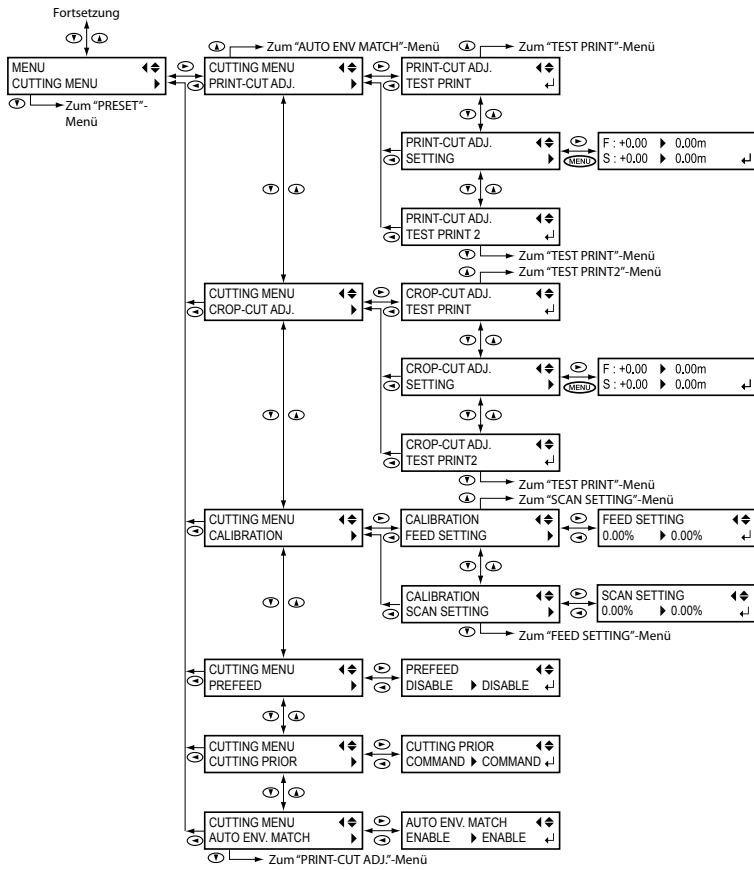 Fortsetzung
MENU
CUTTING MENU
Zum "PRESET"-
Menü
Zum "AUTO ENV MATCH"-Menü
CUTTING MENU
PRINT-CUT ADJ.
Zum "TEST PRINT"-Menü
PRINT-CUT ADJ.
TEST PRINT
PRINT-CUT ADJ.
SETTING
MENU
F : +0.00 0.00m
S : +0.00 0.00m
PRINT-CUT ADJ.
TEST PRINT 2
Zum "TEST PRINT"-Menü
Zum "TEST PRINT2"-Menü
CUTTING MENU
CROP-CUT ADJ.
CROP-CUT ADJ.
TEST PRINT
CROP-CUT ADJ.
SETTING
MENU
F : +0.00 0.00m
S : +0.00 0.00m
CROP-CUT ADJ.
TEST PRINT2
Zum "TEST PRINT"-Menü
Zum "SCAN SETTING"-Menü
CUTTING MENU
CALIBRATION
CALIBRATION
FEED SETTING
FEED SETTING
0.00% 0.00%
CALIBRATION
SCAN SETTING
SCAN SETTING
0.00% 0.00%
Zum "FEED SETTING"-Menü
CUTTING MENU
PREFEED
PREFEED
DISABLE DISABLE
CUTTING MENU
CUTTING PRIOR
CUTTING PRIOR
COMMAND COMMAND
CUTTING MENU
AUTO ENV. MATCH
AUTO ENV. MATCH
ENABLE ENABLE
Zum "PRINT-CUT ADJ."-Menü